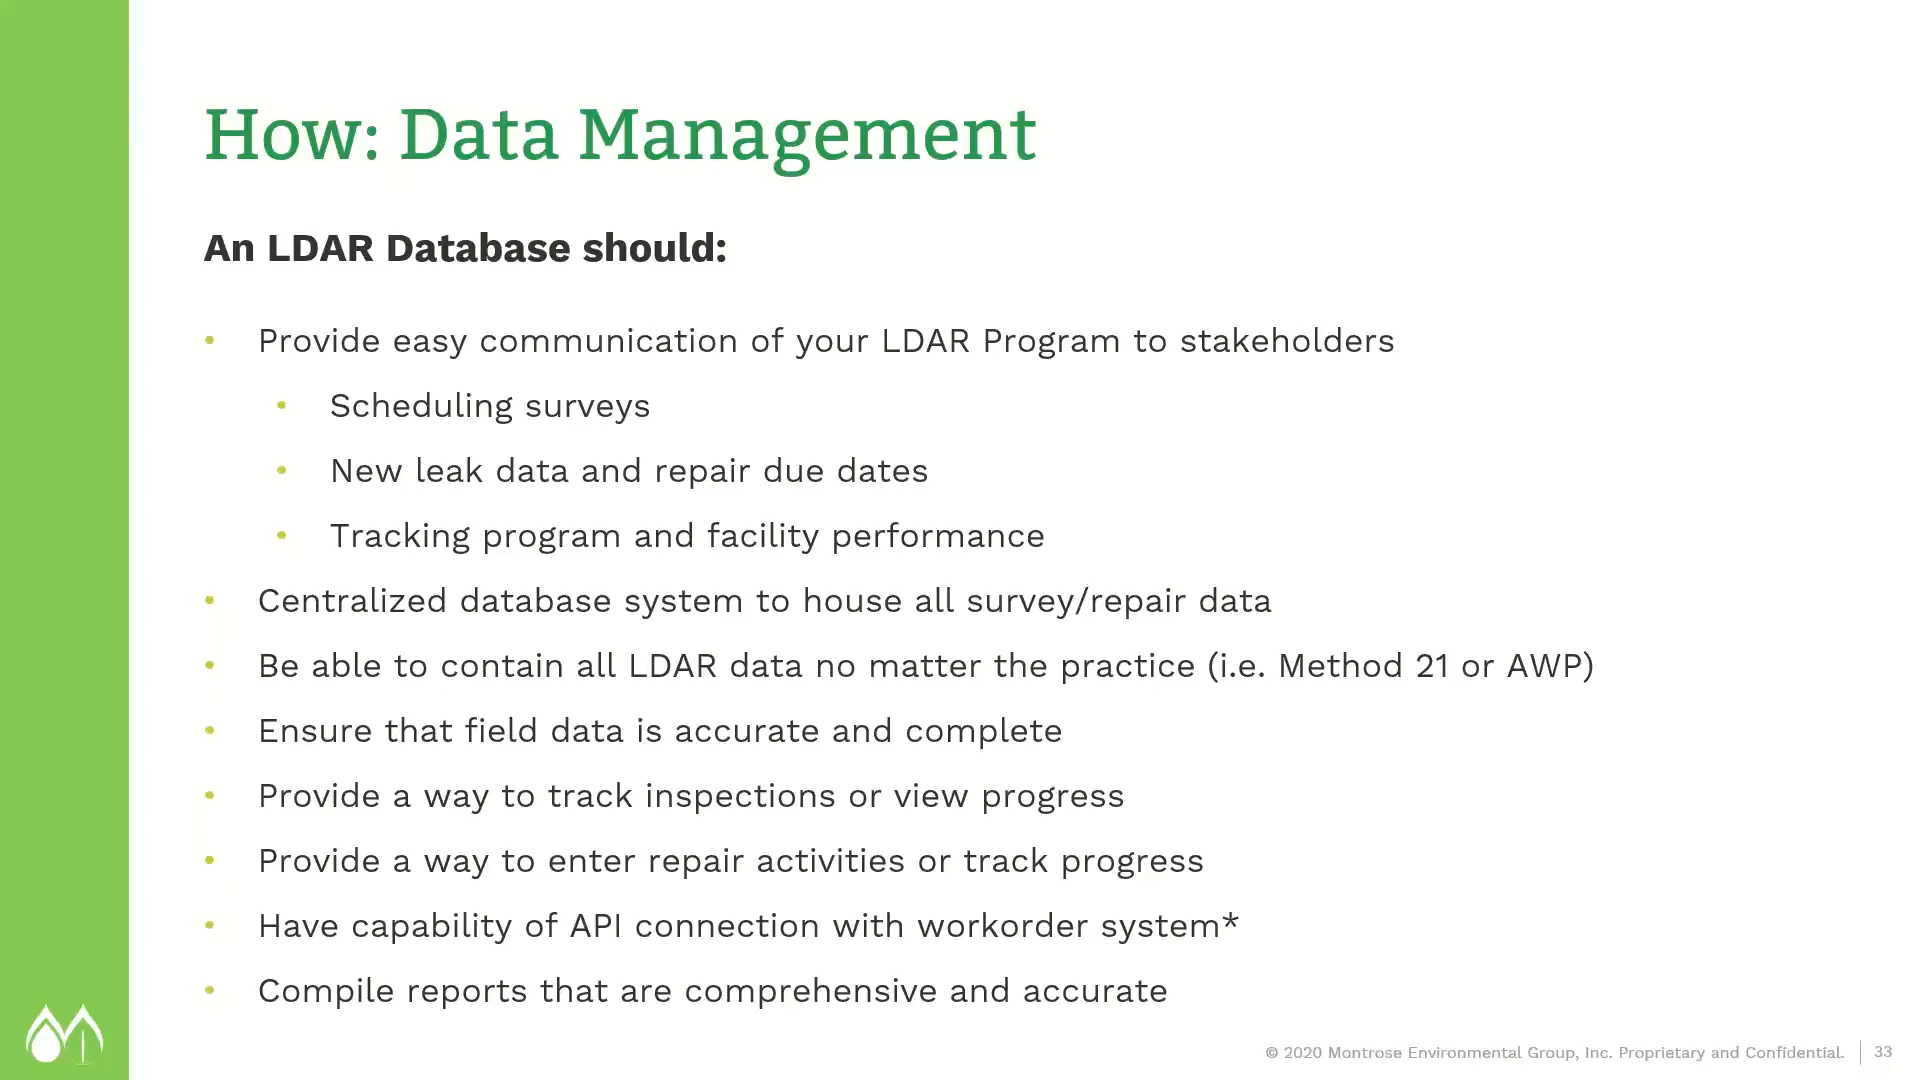 How: Data Management
An LDAR Database should:
• Provide easy communication of your LDAR Program to stakeholders
• Scheduling surveys
• New leak data and repair due dates
• Tracking program and facility performance
• Centralized database system to house all survey/repair data
• Be able to contain all LDAR data no matter the practice (i.e. Method 21 or AWP)
• Ensure that field data is accurate and complete
• Provide a way to track inspections or view progress
• Provide a way to enter repair activities or track progress
• Have capability of API connection with workorder system*
• Compile reports that are comprehensive and accurate
© 2020 Montrose Environmental Group, Inc. Proprietary and Confidential. 33